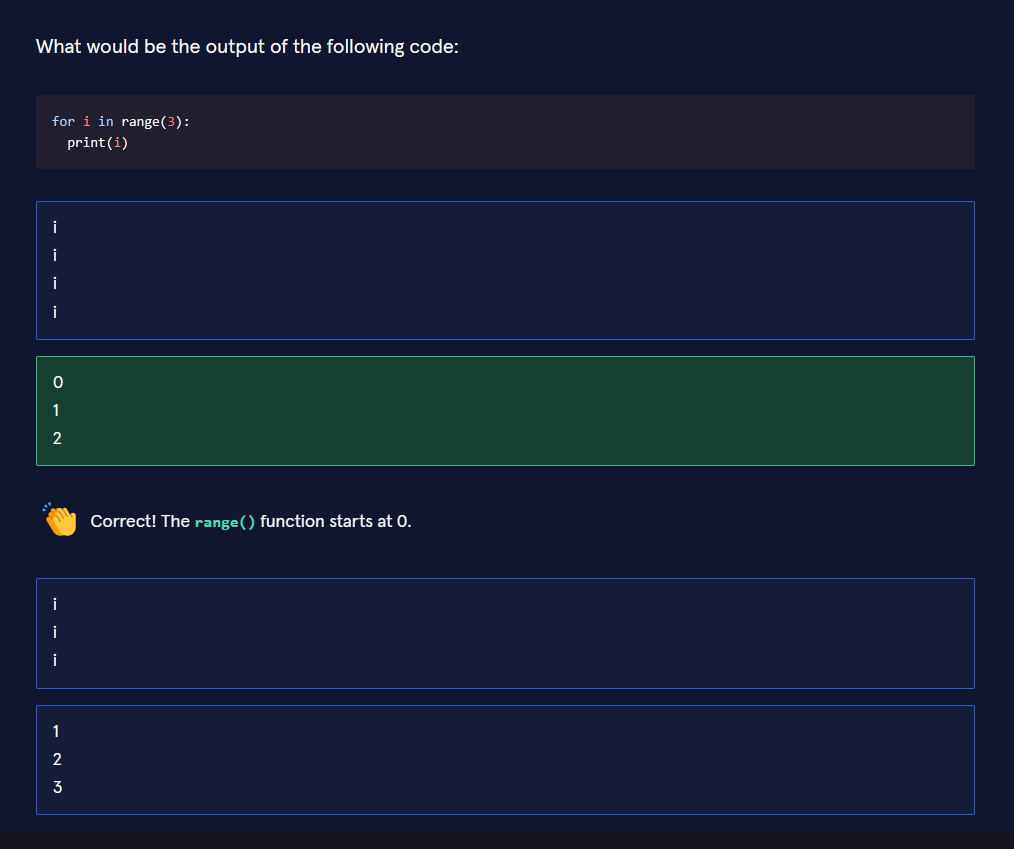 What would be the output of the following code:
for i in range(3):
  print(i)
i
i
i
i
0
1
2
Correct! The range() function starts at 0.
i
i
i
1
2
3